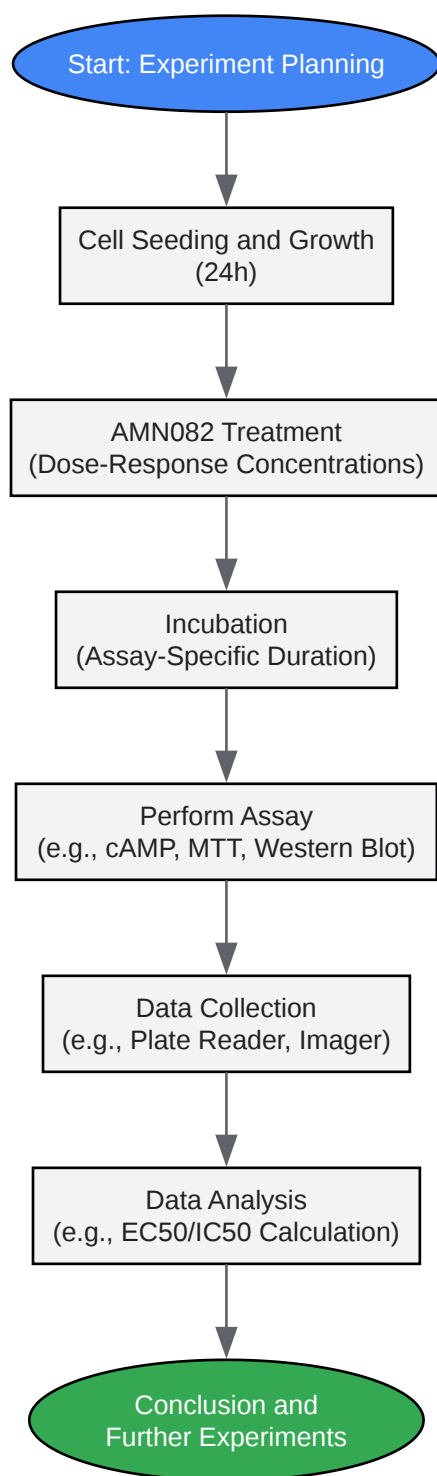 Start: Experiment Planning
Cell Seeding and Growth
(24h)
AMN082 Treatment
(Dose-Response Concentrations)
Incubation
(Assay-Specific Duration)
Perform Assay
(e.g., cAMP, MTT, Western Blot)
Data Collection
(e.g., Plate Reader, Imager)
Data Analysis
(e.g., EC50/IC50 Calculation)
Conclusion and
Further Experiments